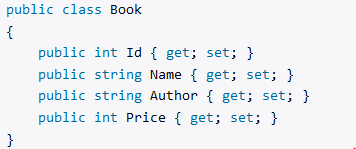 public class Book
{
    public int Id { get; set; }
    public string Name { get; set; }
    public string Author { get; set; }
    public int Price { get; set; }
}